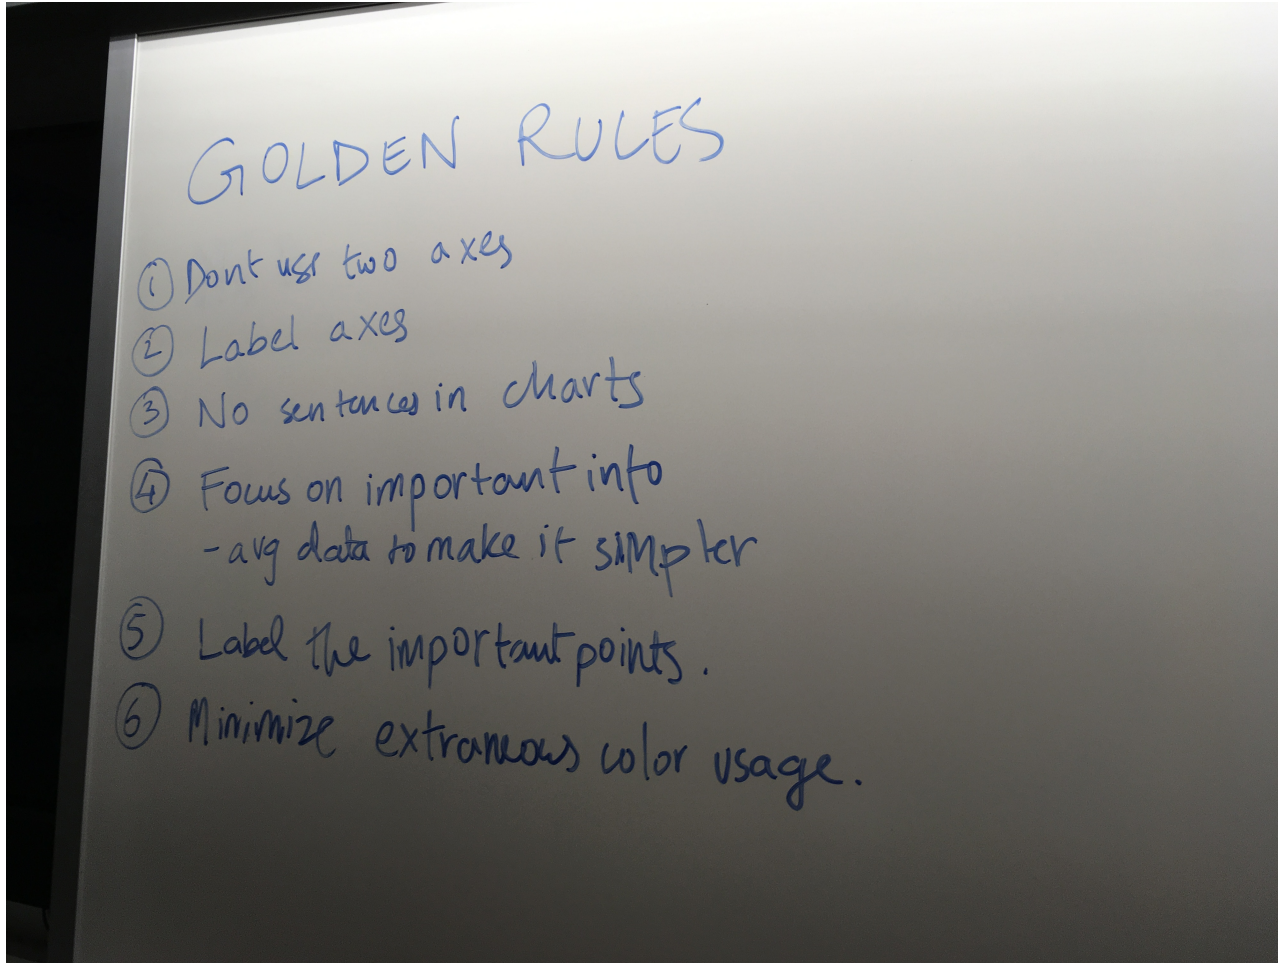 GOLDEN RULES
① Dont use two axes
② Label axes
③ No sentences in charts
④ Focus on important info
- avg data to make it simpler
⑤ Label the important points.
⑥ Minimize extraneous color usage.